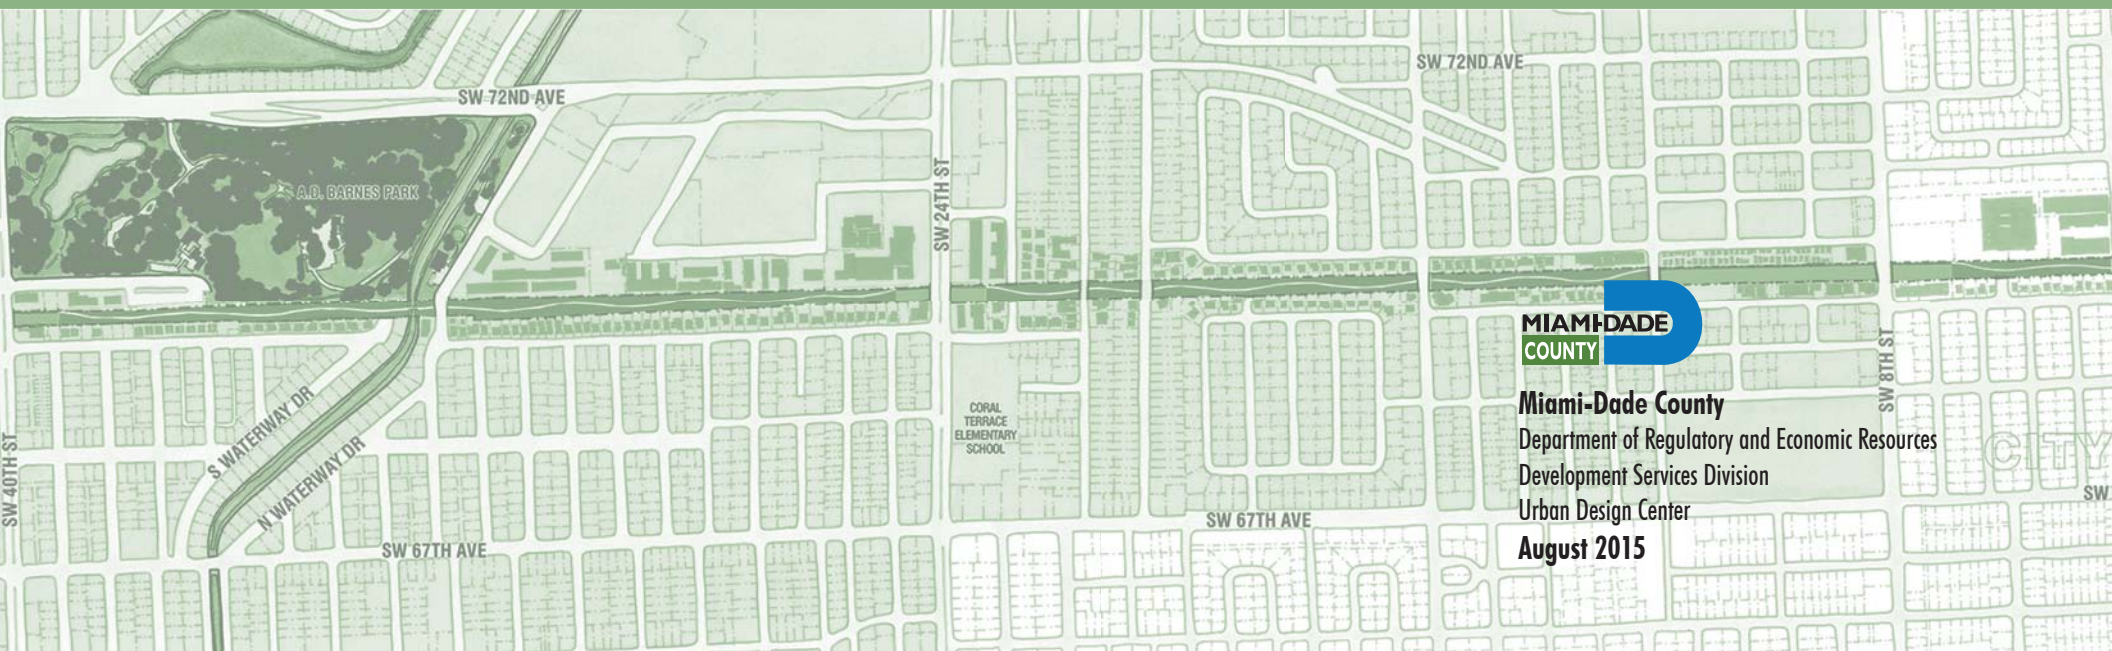 SW 72ND AVE
SW 72ND AVE
A.D. BARNES PARK
SW 24TH ST
MIAMI-DADE
COUNTY
SW 8TH ST
Miami-Dade County
Department of Regulatory and Economic Resources
Development Services Division
Urban Design Center
August 2015
CORAL
TERRACE
ELEMENTARY
SCHOOL
S WATERWAY DR
N WATERWAY DR
SW 40TH ST
CITY
SW
SW 67TH AVE
SW 67TH AVE